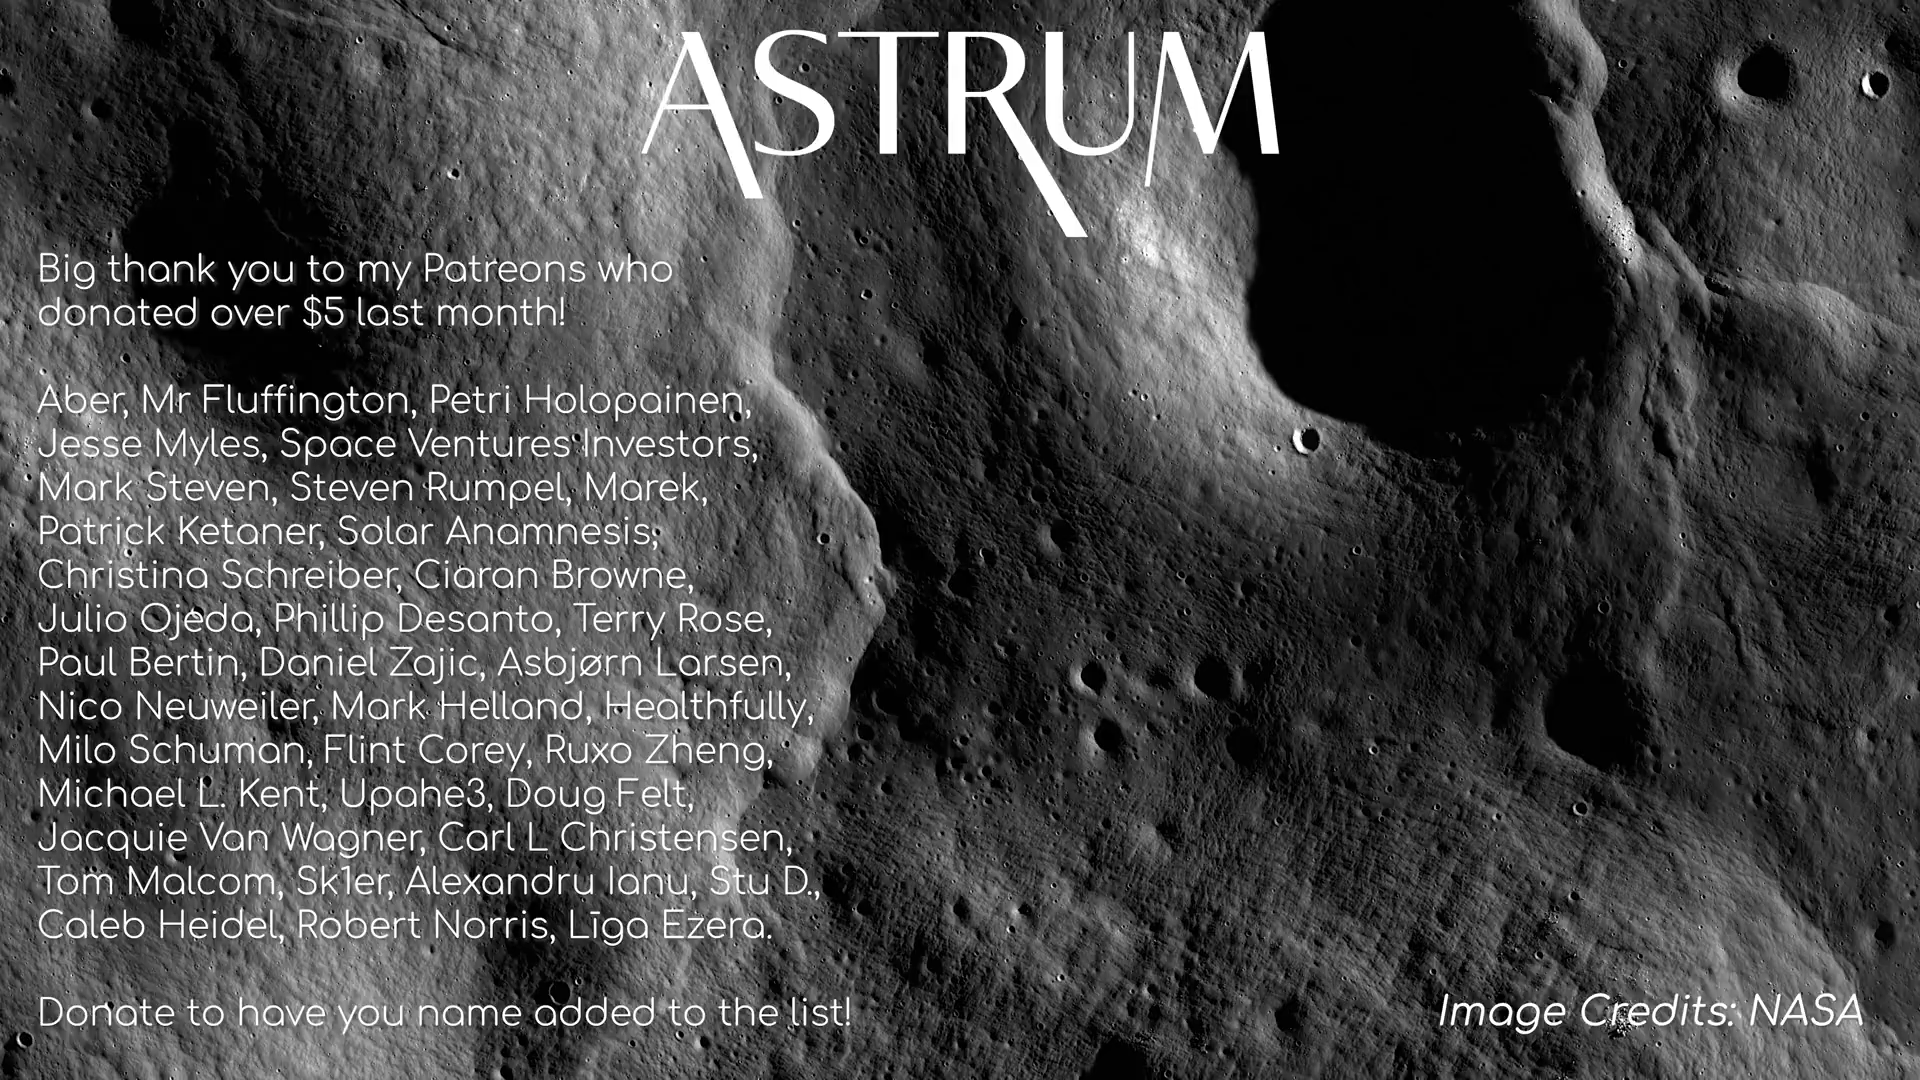 ASTRUM
Big thank you to my Patreons who
donated over $5 last month!
Aber, Mr Fluffington, Petri Holopainen,
Jesse Myles, Space Ventures Investors,
Mark Steven, Steven Rumpel, Marek,
Patrick Ketaner, Solar Anamnesis,
Christina Schreiber, Ciaran Browne,
Julio Ojeda, Phillip Desanto, Terry Rose,
Paul Bertin, Daniel Zajic, Asbjørn Larsen,
Nico Neuweiler, Mark Helland, Healthfully,
Milo Schuman, Flint Corey, Ruxo Zheng,
Michael L. Kent, Upahe3, Doug Felt,
Jacquie Van Wagner, Carl L Christensen,
Tom Malcom, Sk1er, Alexandru Ianu, Stu D.,
Caleb Heidel, Robert Norris, Līga Ezera.
Donate to have you name added to the list!
Image Credits: NASA